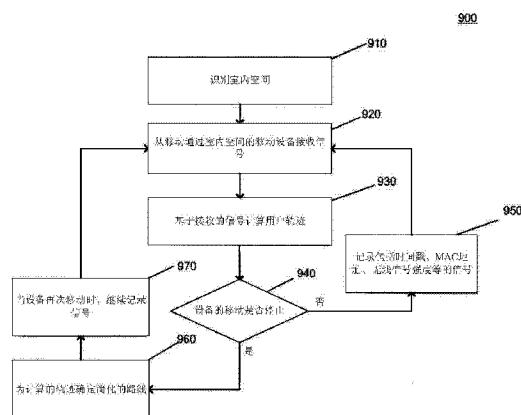 900
910
识别室内空间
920
从移动通过室内空间的移动设备接收信
号
930
基于接收的信号计算用户轨迹
950
记录包括时间戳、MAC地
址、无线信号强度等的信号
940
设备的移动是否停止
否
是
970
当设备再次移动时，继续记录
信号
960
为计算的轨迹确定简化的路线